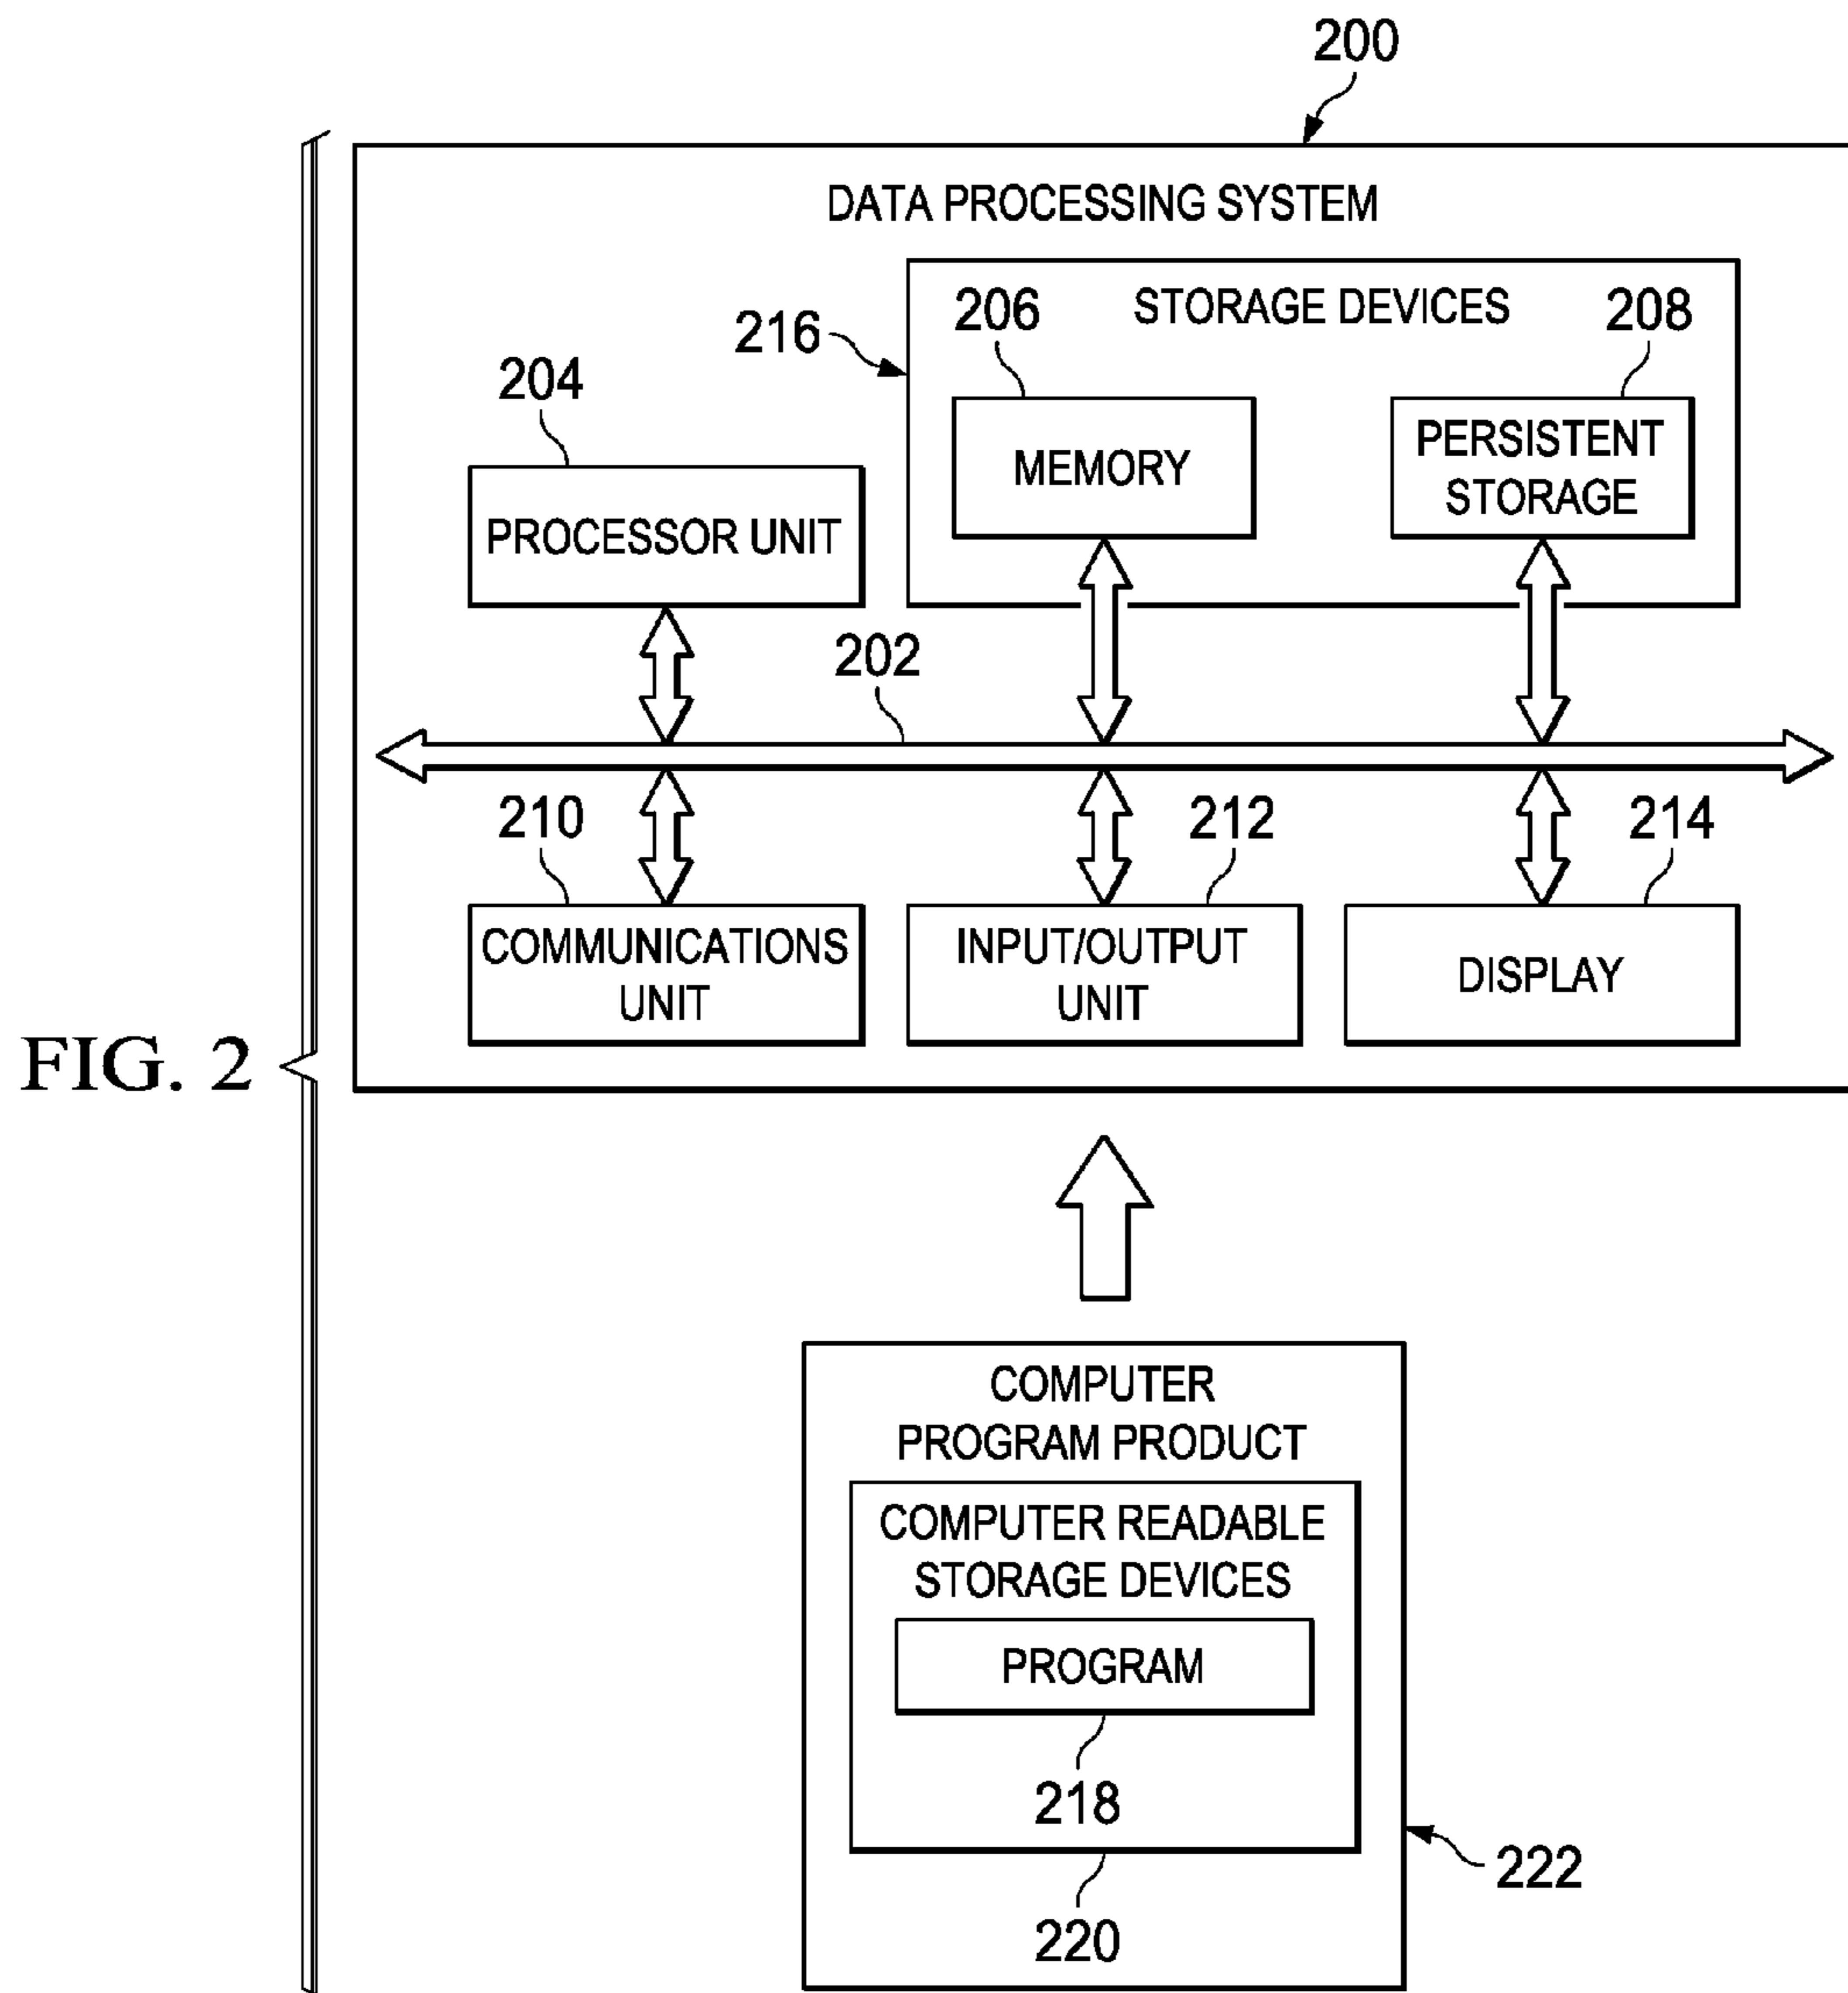 200
DATA PROCESSING SYSTEM
206
STORAGE DEVICES
208
216
204
MEMORY
PERSISTENT
STORAGE
PROCESSOR UNIT
202
210
212
214
COMMUNICATIONS
UNIT
INPUT/OUTPUT
UNIT
DISPLAY
FIG. 2
COMPUTER
PROGRAM PRODUCT
COMPUTER READABLE
STORAGE DEVICES
PROGRAM
218
222
220